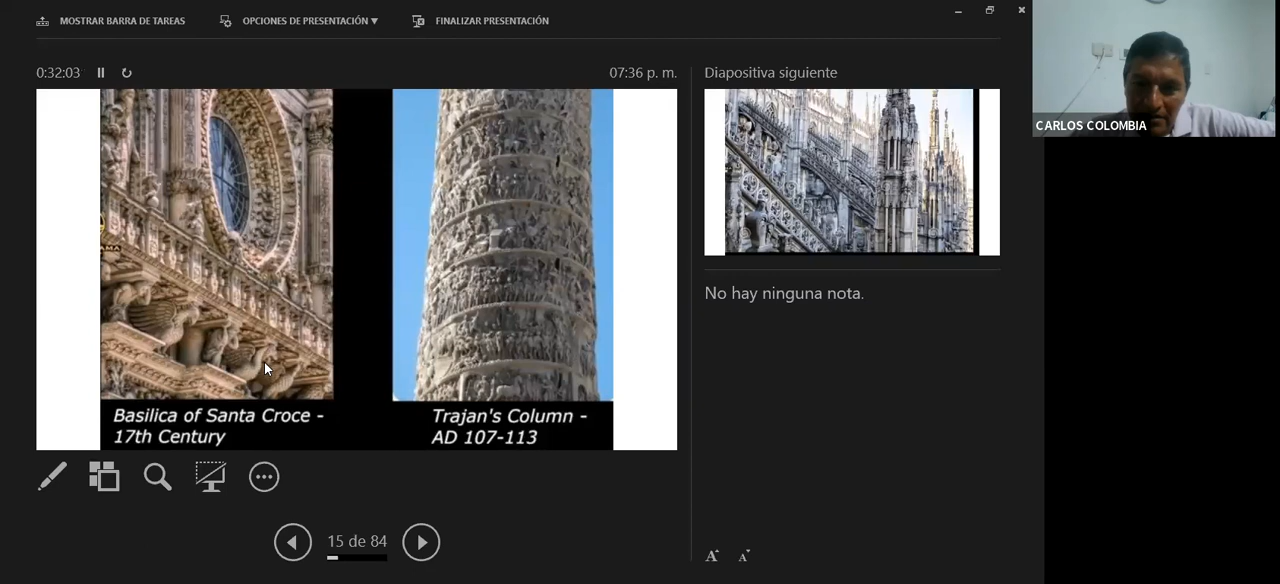 MOSTRAR BARRA DE TAREAS
OPCIONES DE PRESENTACIÓN ▼
FINALIZAR PRESENTACIÓN
0:32:03
07:36 p. m.
Diapositiva siguiente
CARLOS COLOMBIA
AMA
No hay ninguna nota.
Basilica of Santa Croce -
17th Century
Trajan's Column -
AD 107-113
15 de 84
A A